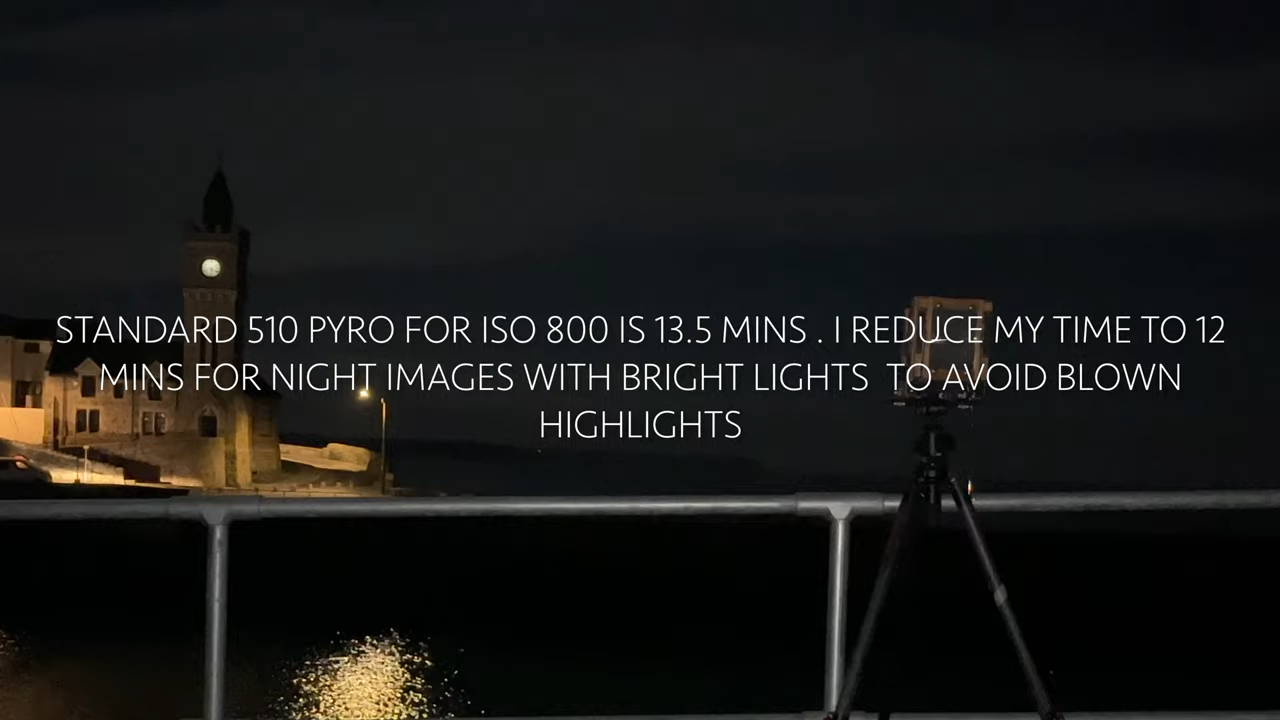 STANDARD 510 PYRO FOR ISO 800 IS 13.5 MINS . I REDUCE MY TIME TO 12
MINS FOR NIGHT IMAGES WITH BRIGHT LIGHTS  TO AVOID BLOWN
HIGHLIGHTS